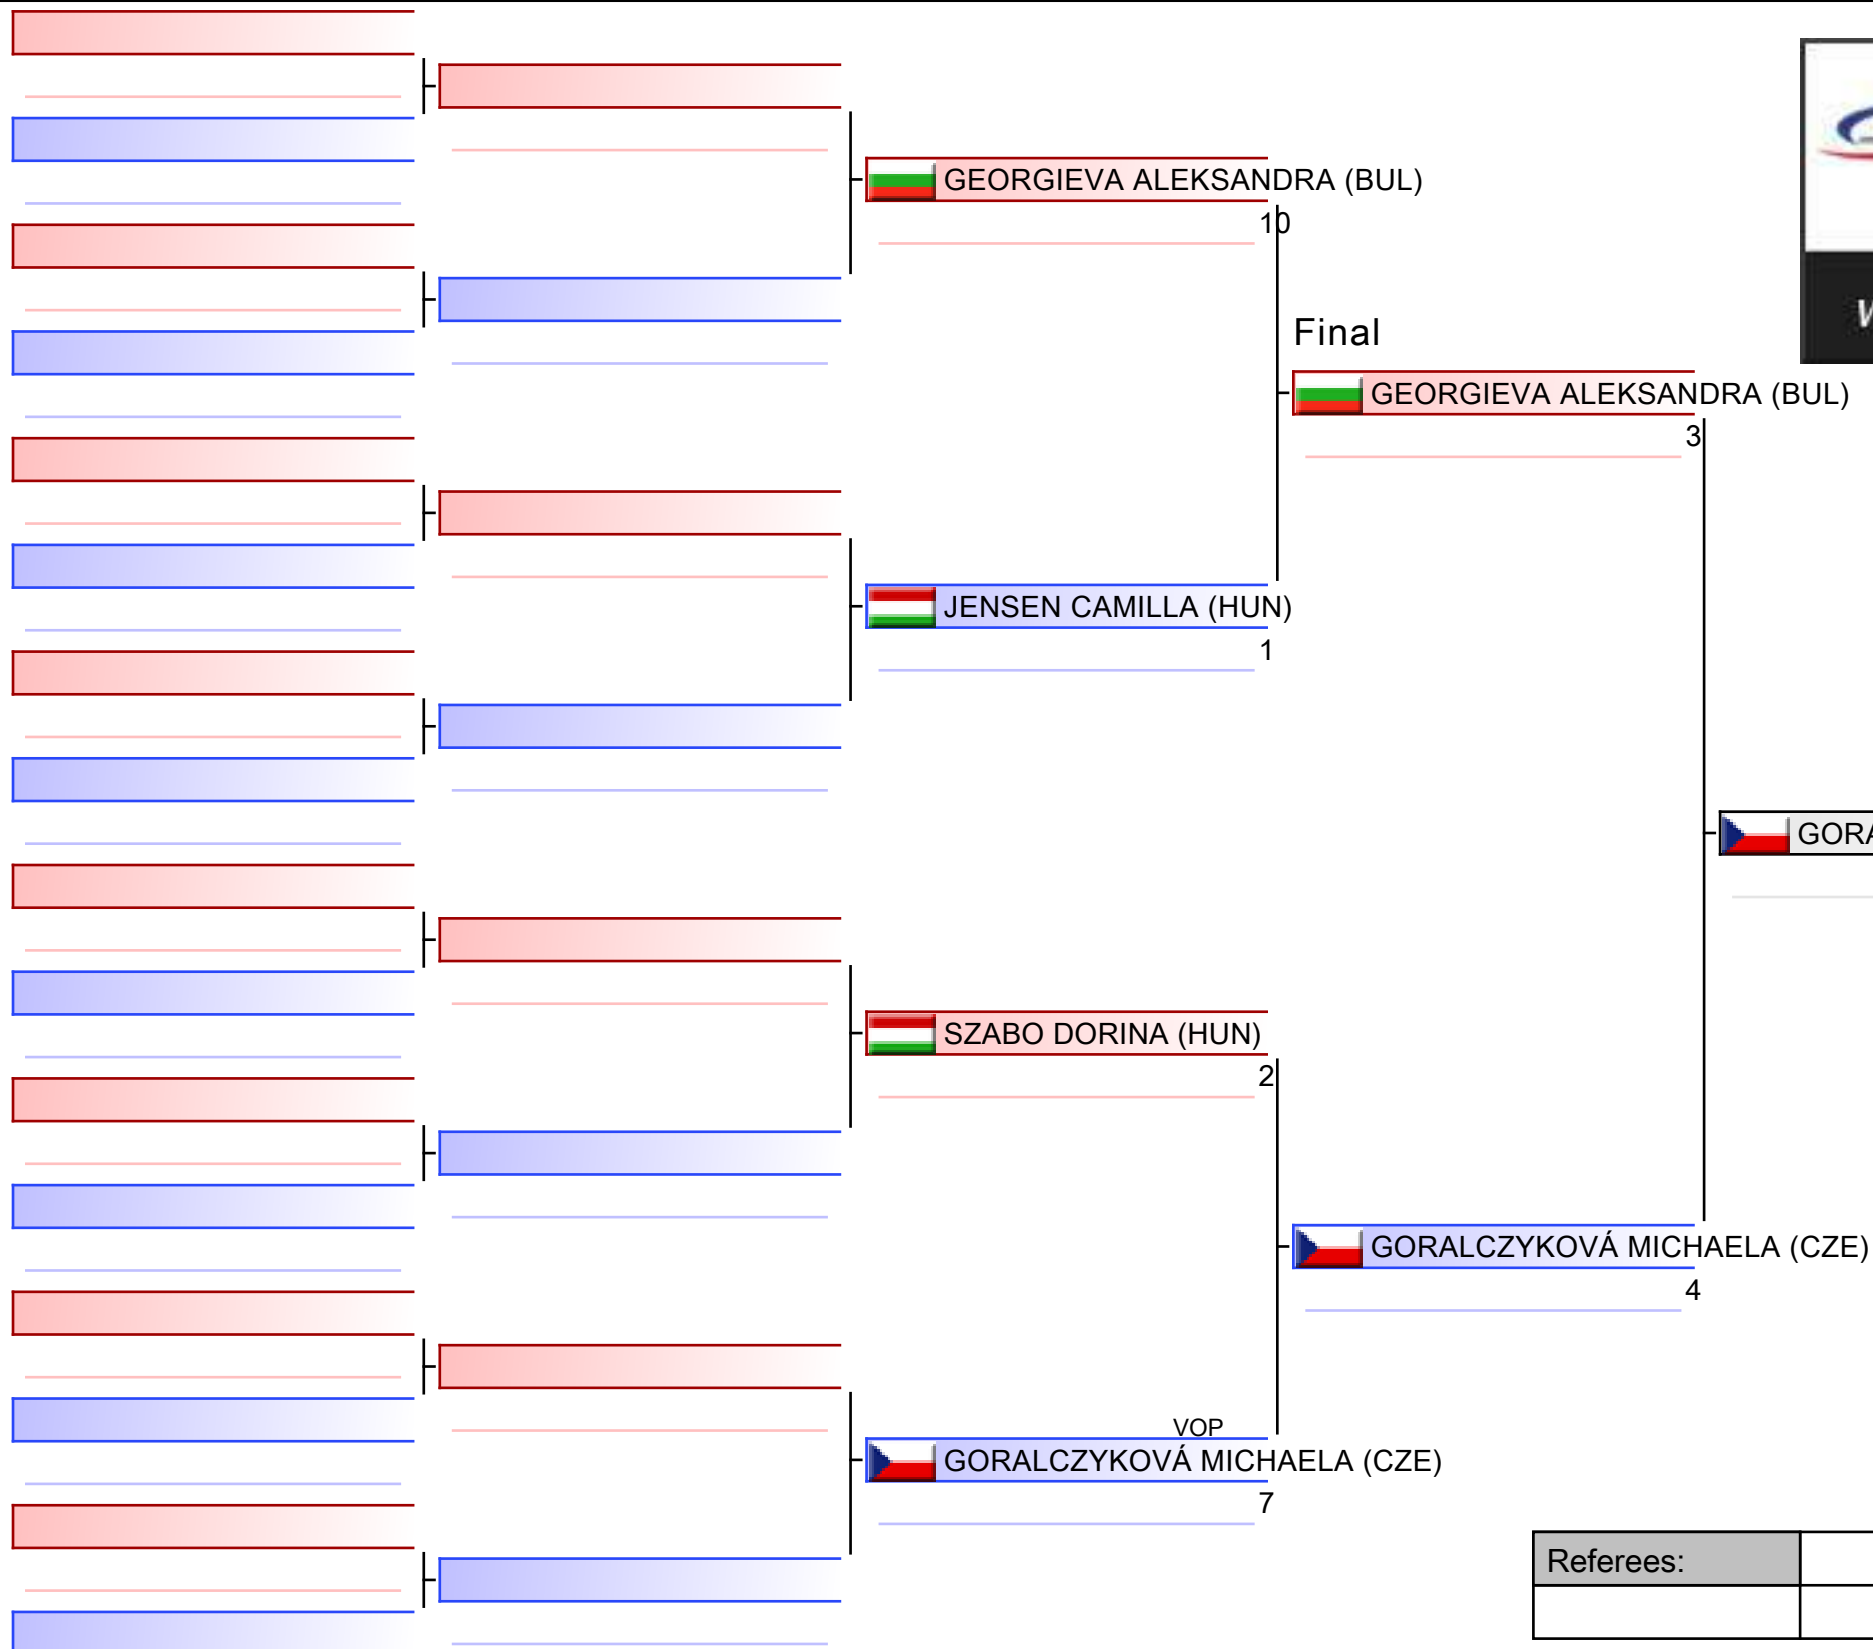 GEORGIEVA ALEKSANDRA (BUL)
10
Final
GEORGIEVA ALEKSANDRA (BUL)
3
JENSEN CAMILLA (HUN)
1
SZABO DORINA (HUN)
2
GORALCZYKOVÁ MICHAELA (CZE)
4
VOP
GORALCZYKOVÁ MICHAELA (CZE)
7
Referees: